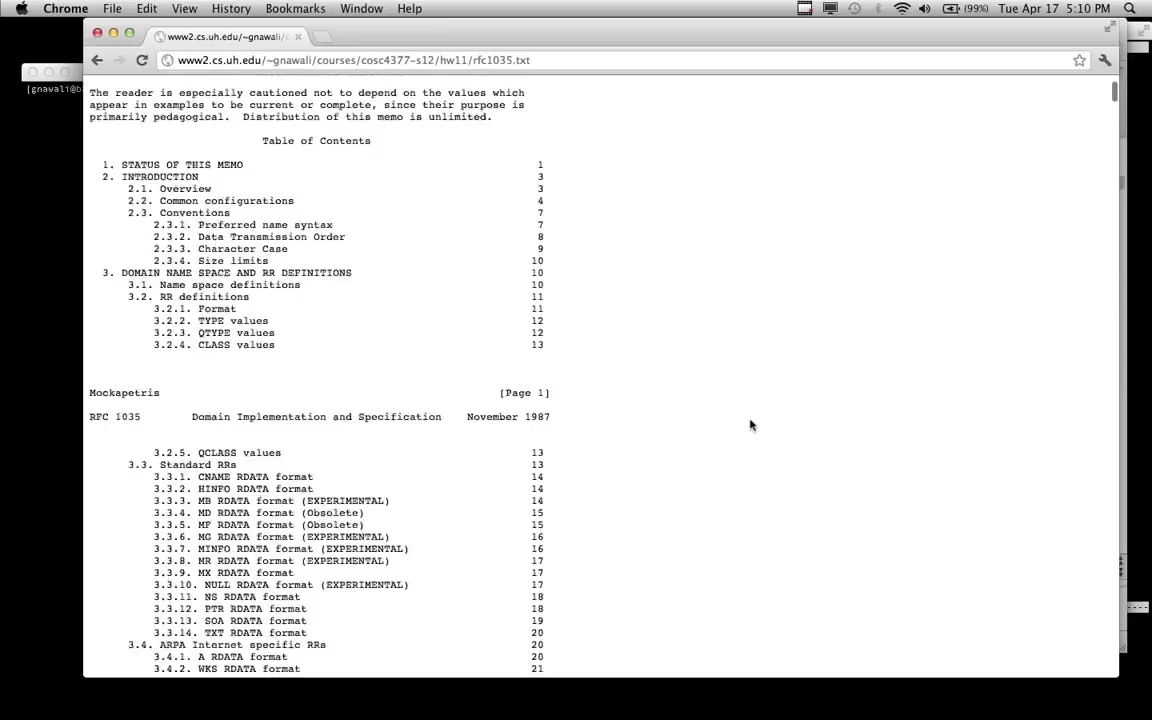 Chrome File Edit View History Bookmarks Window Help (99%) Tue Apr 17 5:10 PM
www2.cs.uh.edu/~gnawali/c
www2.cs.uh.edu/~gnawali/courses/cosc4377-s12/hw11/rfc1035.txt
[gnawali@b
The reader is especially cautioned not to depend on the values which
appear in examples to be current or complete, since their purpose is
primarily pedagogical.  Distribution of this memo is unlimited.
Table of Contents
1. STATUS OF THIS MEMO 1
2. INTRODUCTION 3
2.1. Overview 3
2.2. Common configurations 4
2.3. Conventions 7
2.3.1. Preferred name syntax 7
2.3.2. Data Transmission Order 8
2.3.3. Character Case 9
2.3.4. Size limits 10
3. DOMAIN NAME SPACE AND RR DEFINITIONS 10
3.1. Name space definitions 10
3.2. RR definitions 11
3.2.1. Format 11
3.2.2. TYPE values 12
3.2.3. QTYPE values 12
3.2.4. CLASS values 13
Mockapetris [Page 1]
RFC 1035 Domain Implementation and Specification November 1987
3.2.5. QCLASS values 13
3.3. Standard RRs 13
3.3.1. CNAME RDATA format 14
3.3.2. HINFO RDATA format 14
3.3.3. MB RDATA format (EXPERIMENTAL) 14
3.3.4. MD RDATA format (Obsolete) 15
3.3.5. MF RDATA format (Obsolete) 15
3.3.6. MG RDATA format (EXPERIMENTAL) 16
3.3.7. MINFO RDATA format (EXPERIMENTAL) 16
3.3.8. MR RDATA format (EXPERIMENTAL) 17
3.3.9. MX RDATA format 17
3.3.10. NULL RDATA format (EXPERIMENTAL) 17
3.3.11. NS RDATA format 18
3.3.12. PTR RDATA format 18
3.3.13. SOA RDATA format 19
3.3.14. TXT RDATA format 20
3.4. ARPA Internet specific RRs 20
3.4.1. A RDATA format 20
3.4.2. WKS RDATA format 21